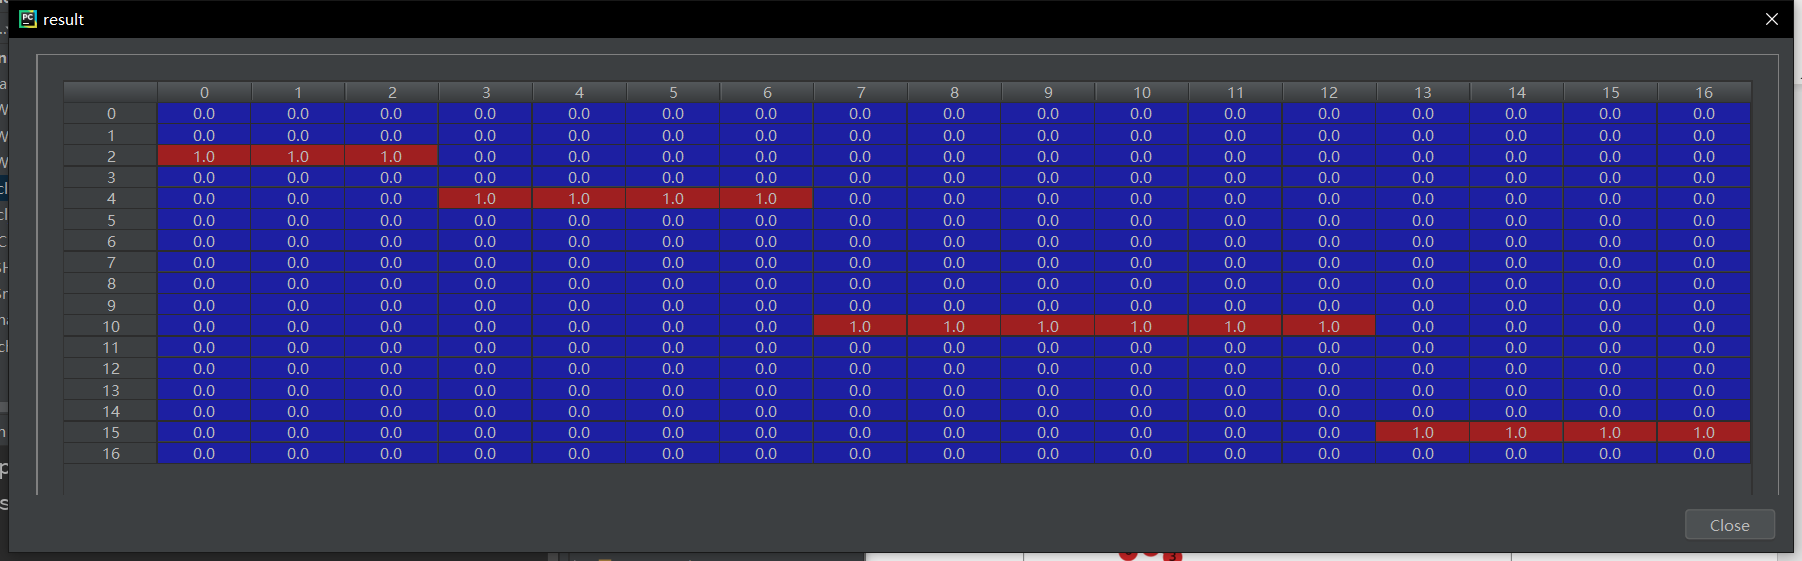 PC result
0 1 2 3 4 5 6 7 8 9 10 11 12 13 14 15 16
0 0.0 0.0 0.0 0.0 0.0 0.0 0.0 0.0 0.0 0.0 0.0 0.0 0.0 0.0 0.0 0.0 0.0
1 0.0 0.0 0.0 0.0 0.0 0.0 0.0 0.0 0.0 0.0 0.0 0.0 0.0 0.0 0.0 0.0 0.0
2 1.0 1.0 1.0 0.0 0.0 0.0 0.0 0.0 0.0 0.0 0.0 0.0 0.0 0.0 0.0 0.0 0.0
3 0.0 0.0 0.0 0.0 0.0 0.0 0.0 0.0 0.0 0.0 0.0 0.0 0.0 0.0 0.0 0.0 0.0
4 0.0 0.0 0.0 1.0 1.0 1.0 1.0 0.0 0.0 0.0 0.0 0.0 0.0 0.0 0.0 0.0 0.0
5 0.0 0.0 0.0 0.0 0.0 0.0 0.0 0.0 0.0 0.0 0.0 0.0 0.0 0.0 0.0 0.0 0.0
6 0.0 0.0 0.0 0.0 0.0 0.0 0.0 0.0 0.0 0.0 0.0 0.0 0.0 0.0 0.0 0.0 0.0
7 0.0 0.0 0.0 0.0 0.0 0.0 0.0 0.0 0.0 0.0 0.0 0.0 0.0 0.0 0.0 0.0 0.0
8 0.0 0.0 0.0 0.0 0.0 0.0 0.0 0.0 0.0 0.0 0.0 0.0 0.0 0.0 0.0 0.0 0.0
9 0.0 0.0 0.0 0.0 0.0 0.0 0.0 0.0 0.0 0.0 0.0 0.0 0.0 0.0 0.0 0.0 0.0
10 0.0 0.0 0.0 0.0 0.0 0.0 0.0 1.0 1.0 1.0 1.0 1.0 1.0 0.0 0.0 0.0 0.0
11 0.0 0.0 0.0 0.0 0.0 0.0 0.0 0.0 0.0 0.0 0.0 0.0 0.0 0.0 0.0 0.0 0.0
12 0.0 0.0 0.0 0.0 0.0 0.0 0.0 0.0 0.0 0.0 0.0 0.0 0.0 0.0 0.0 0.0 0.0
13 0.0 0.0 0.0 0.0 0.0 0.0 0.0 0.0 0.0 0.0 0.0 0.0 0.0 0.0 0.0 0.0 0.0
14 0.0 0.0 0.0 0.0 0.0 0.0 0.0 0.0 0.0 0.0 0.0 0.0 0.0 0.0 0.0 0.0 0.0
15 0.0 0.0 0.0 0.0 0.0 0.0 0.0 0.0 0.0 0.0 0.0 0.0 0.0 1.0 1.0 1.0 1.0
16 0.0 0.0 0.0 0.0 0.0 0.0 0.0 0.0 0.0 0.0 0.0 0.0 0.0 0.0 0.0 0.0 0.0
Close